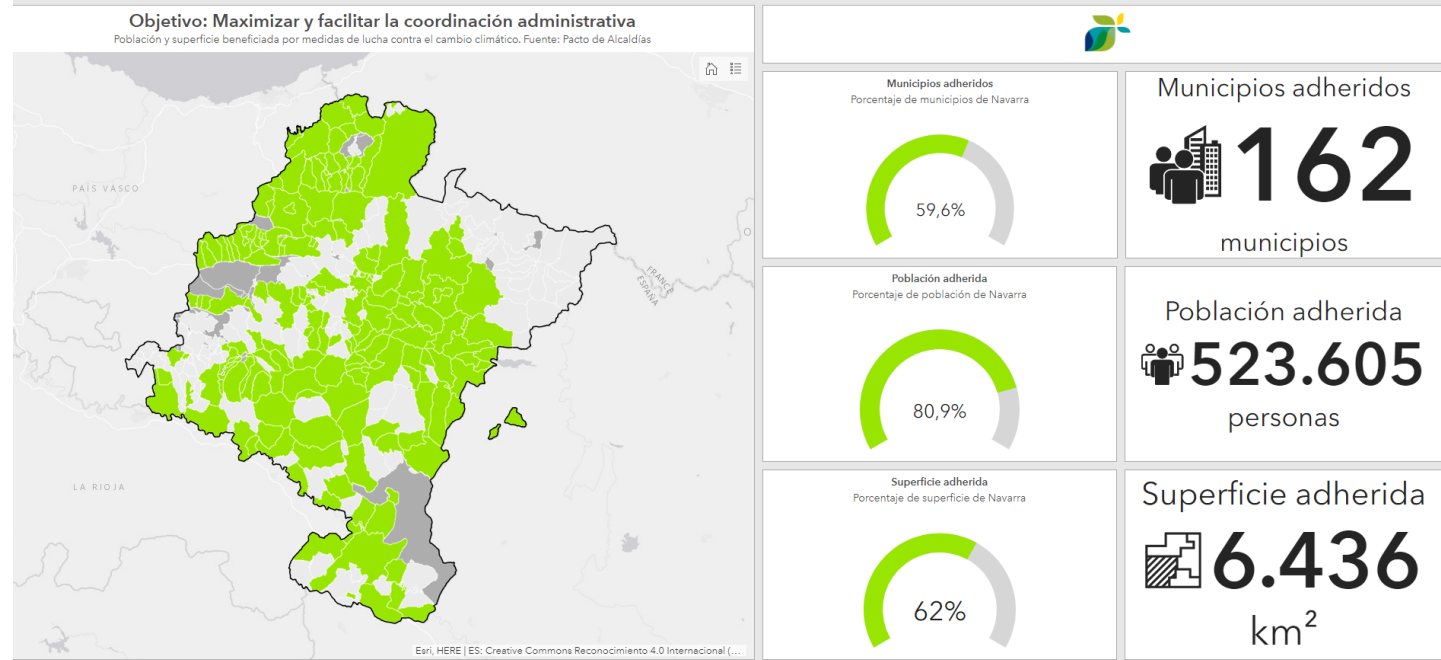 Objetivo: Maximizar y facilitar la coordinación administrativa
Población y superficie beneficiada por medidas de lucha contra el cambio climático. Fuente: Pacto de Alcaldías
PAÍS VASCO
FRANCE
ESPAÑA
LA RIOJA
Esri, HERE | ES: Creative Commons Reconocimiento 4.0 Internacional (...
Municipios adheridos
Porcentaje de municipios de Navarra
59,6%
Municipios adheridos
162
municipios
Población adherida
Porcentaje de población de Navarra
80,9%
Población adherida
523.605
personas
Superficie adherida
Porcentaje de superficie de Navarra
62%
Superficie adherida
6.436
km²